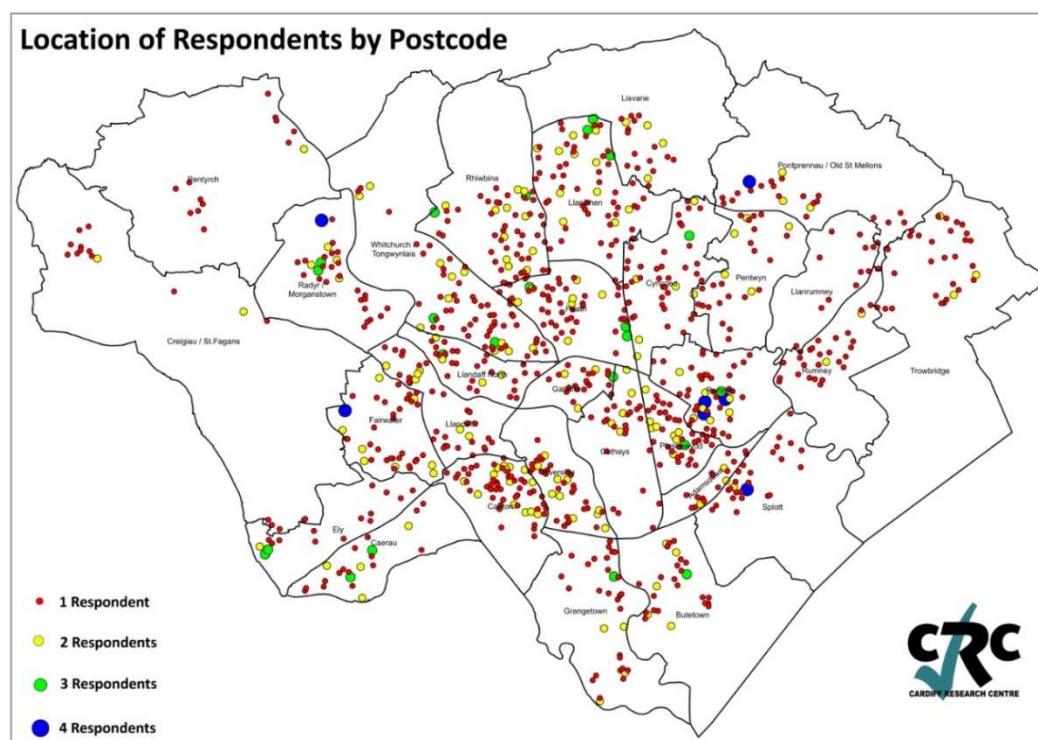 Location of Respondents by Postcode
Lisvane
Pontprennau / Old St Mellons
Pentyrch
Rhiwbina
Llanishen
Whitchurch
Tongwynlais
Radyr /
Morganstown
Pentwyn
Cyncoed
Llanrumney
Heath
Creigiau / St.Fagans
Llandaff North
Rumney
Trowbridge
Gabalfa
Fairwater
Llandaff
Cathays
Plasnewydd
Riverside
Adamsdown
Canton
Splott
Ely
Caerau
Grangetown
Butetown
1 Respondent
2 Respondents
3 Respondents
4 Respondents
CRC
CARDIFF RESEARCH CENTRE